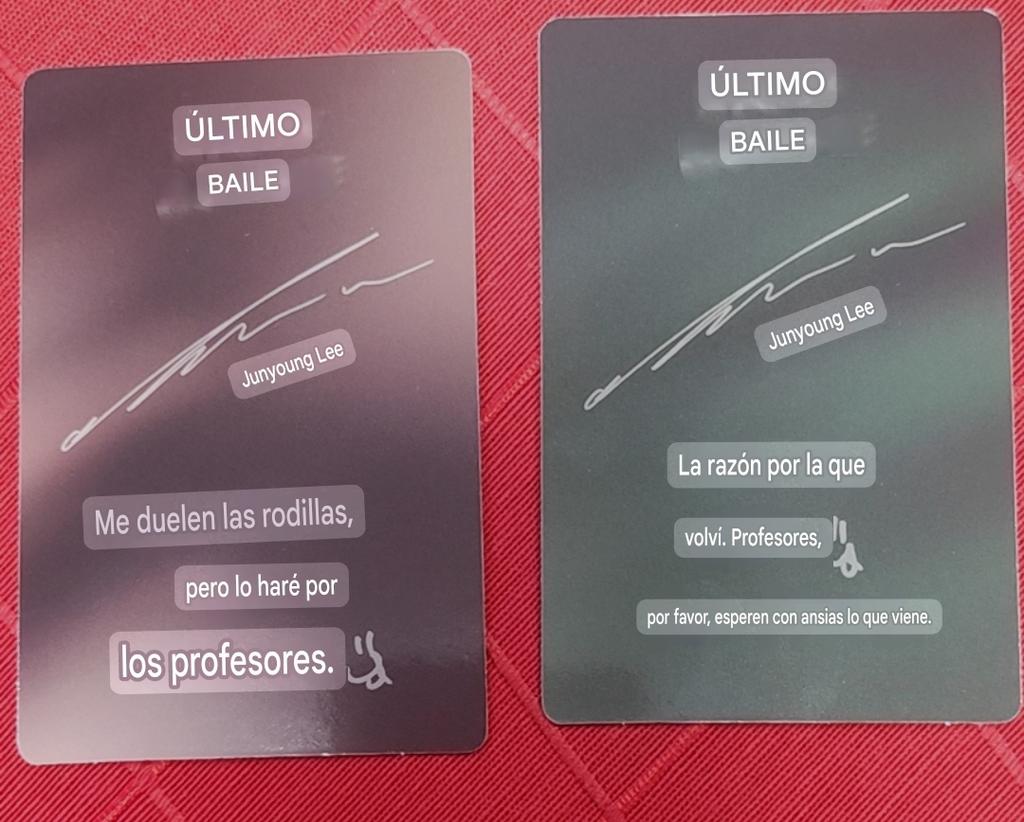 ÚLTIMO
BAILE
Junyoung Lee
Me duelen las rodillas,
pero lo haré por
los profesores.
ÚLTIMO
BAILE
Junyoung Lee
La razón por la que
volví. Profesores,
por favor, esperen con ansias lo que viene.